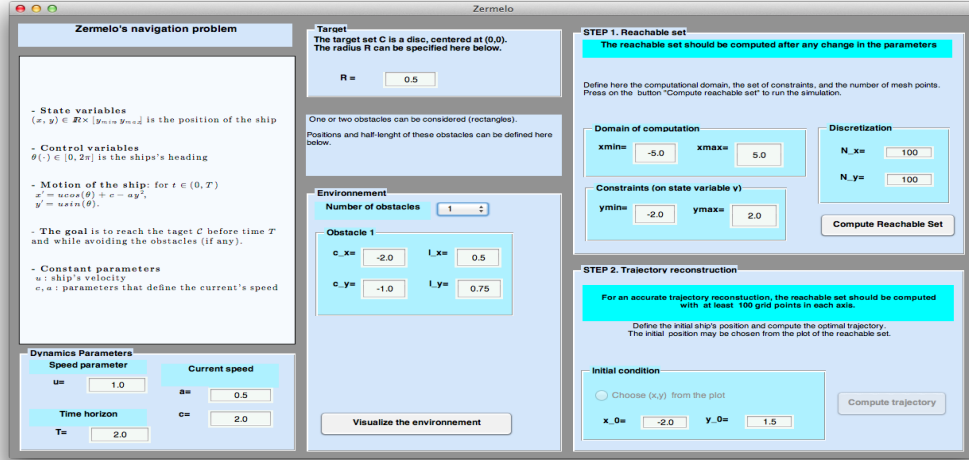 Zermelo
Zermelo's navigation problem
- State variables
(x, y) ∈ ℝ× [y_min y_max] is the position of the ship
- Control variables
θ(·) ∈ [0, 2π] is the ships's heading
- Motion of the ship: for t ∈ (0, T)
x′ = ucos(θ) + c − ay²,
y′ = usin(θ).
- The goal is to reach the taget C before time T
and while avoiding the obstacles (if any).
- Constant parameters
u : ship's velocity
c, a : parameters that define the current's speed
Dynamics Parameters
Speed parameter
u= 1.0
Time horizon
T= 2.0
Current speed
a= 0.5
c= 2.0
Target
The target set C is a disc, centered at (0,0).
The radius R can be specified here below.
R = 0.5
One or two obstacles can be considered (rectangles).
Positions and half-lenght of these obstacles can be defined here
below.
Environnement
Number of obstacles 1
Obstacle 1
c_x= -2.0 l_x= 0.5
c_y= -1.0 l_y= 0.75
Visualize the environnement
STEP 1. Reachable set
The reachable set should be computed after any change in the parameters
Define here the computational domain, the set of constraints, and the number of mesh points.
Press on the button "Compute reachable set" to run the simulation.
Domain of computation
xmin= -5.0 xmax= 5.0
Constraints (on state variable y)
ymin= -2.0 ymax= 2.0
Discretization
N_x= 100
N_y= 100
Compute Reachable Set
STEP 2. Trajectory reconstruction
For an accurate trajectory reconstuction, the reachable set should be computed
with at least 100 grid points in each axis.
Define the initial ship's position and compute the optimal trajectory.
The initial position may be chosen from the plot of the reachable set.
Initial condition
Choose (x,y) from the plot
x_0= -2.0 y_0= 1.5
Compute trajectory